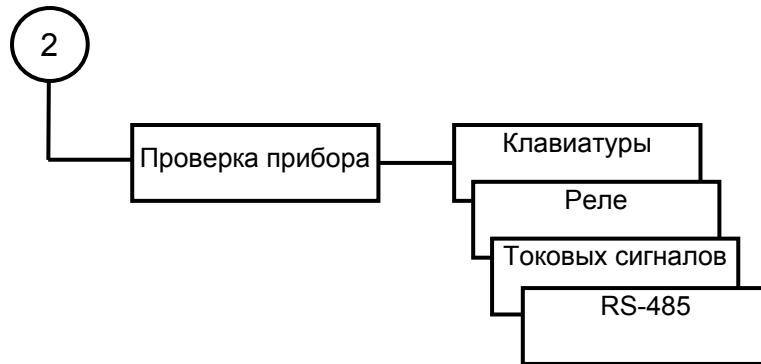 2
Проверка прибора
Клавиатуры
Реле
Токовых сигналов
RS-485